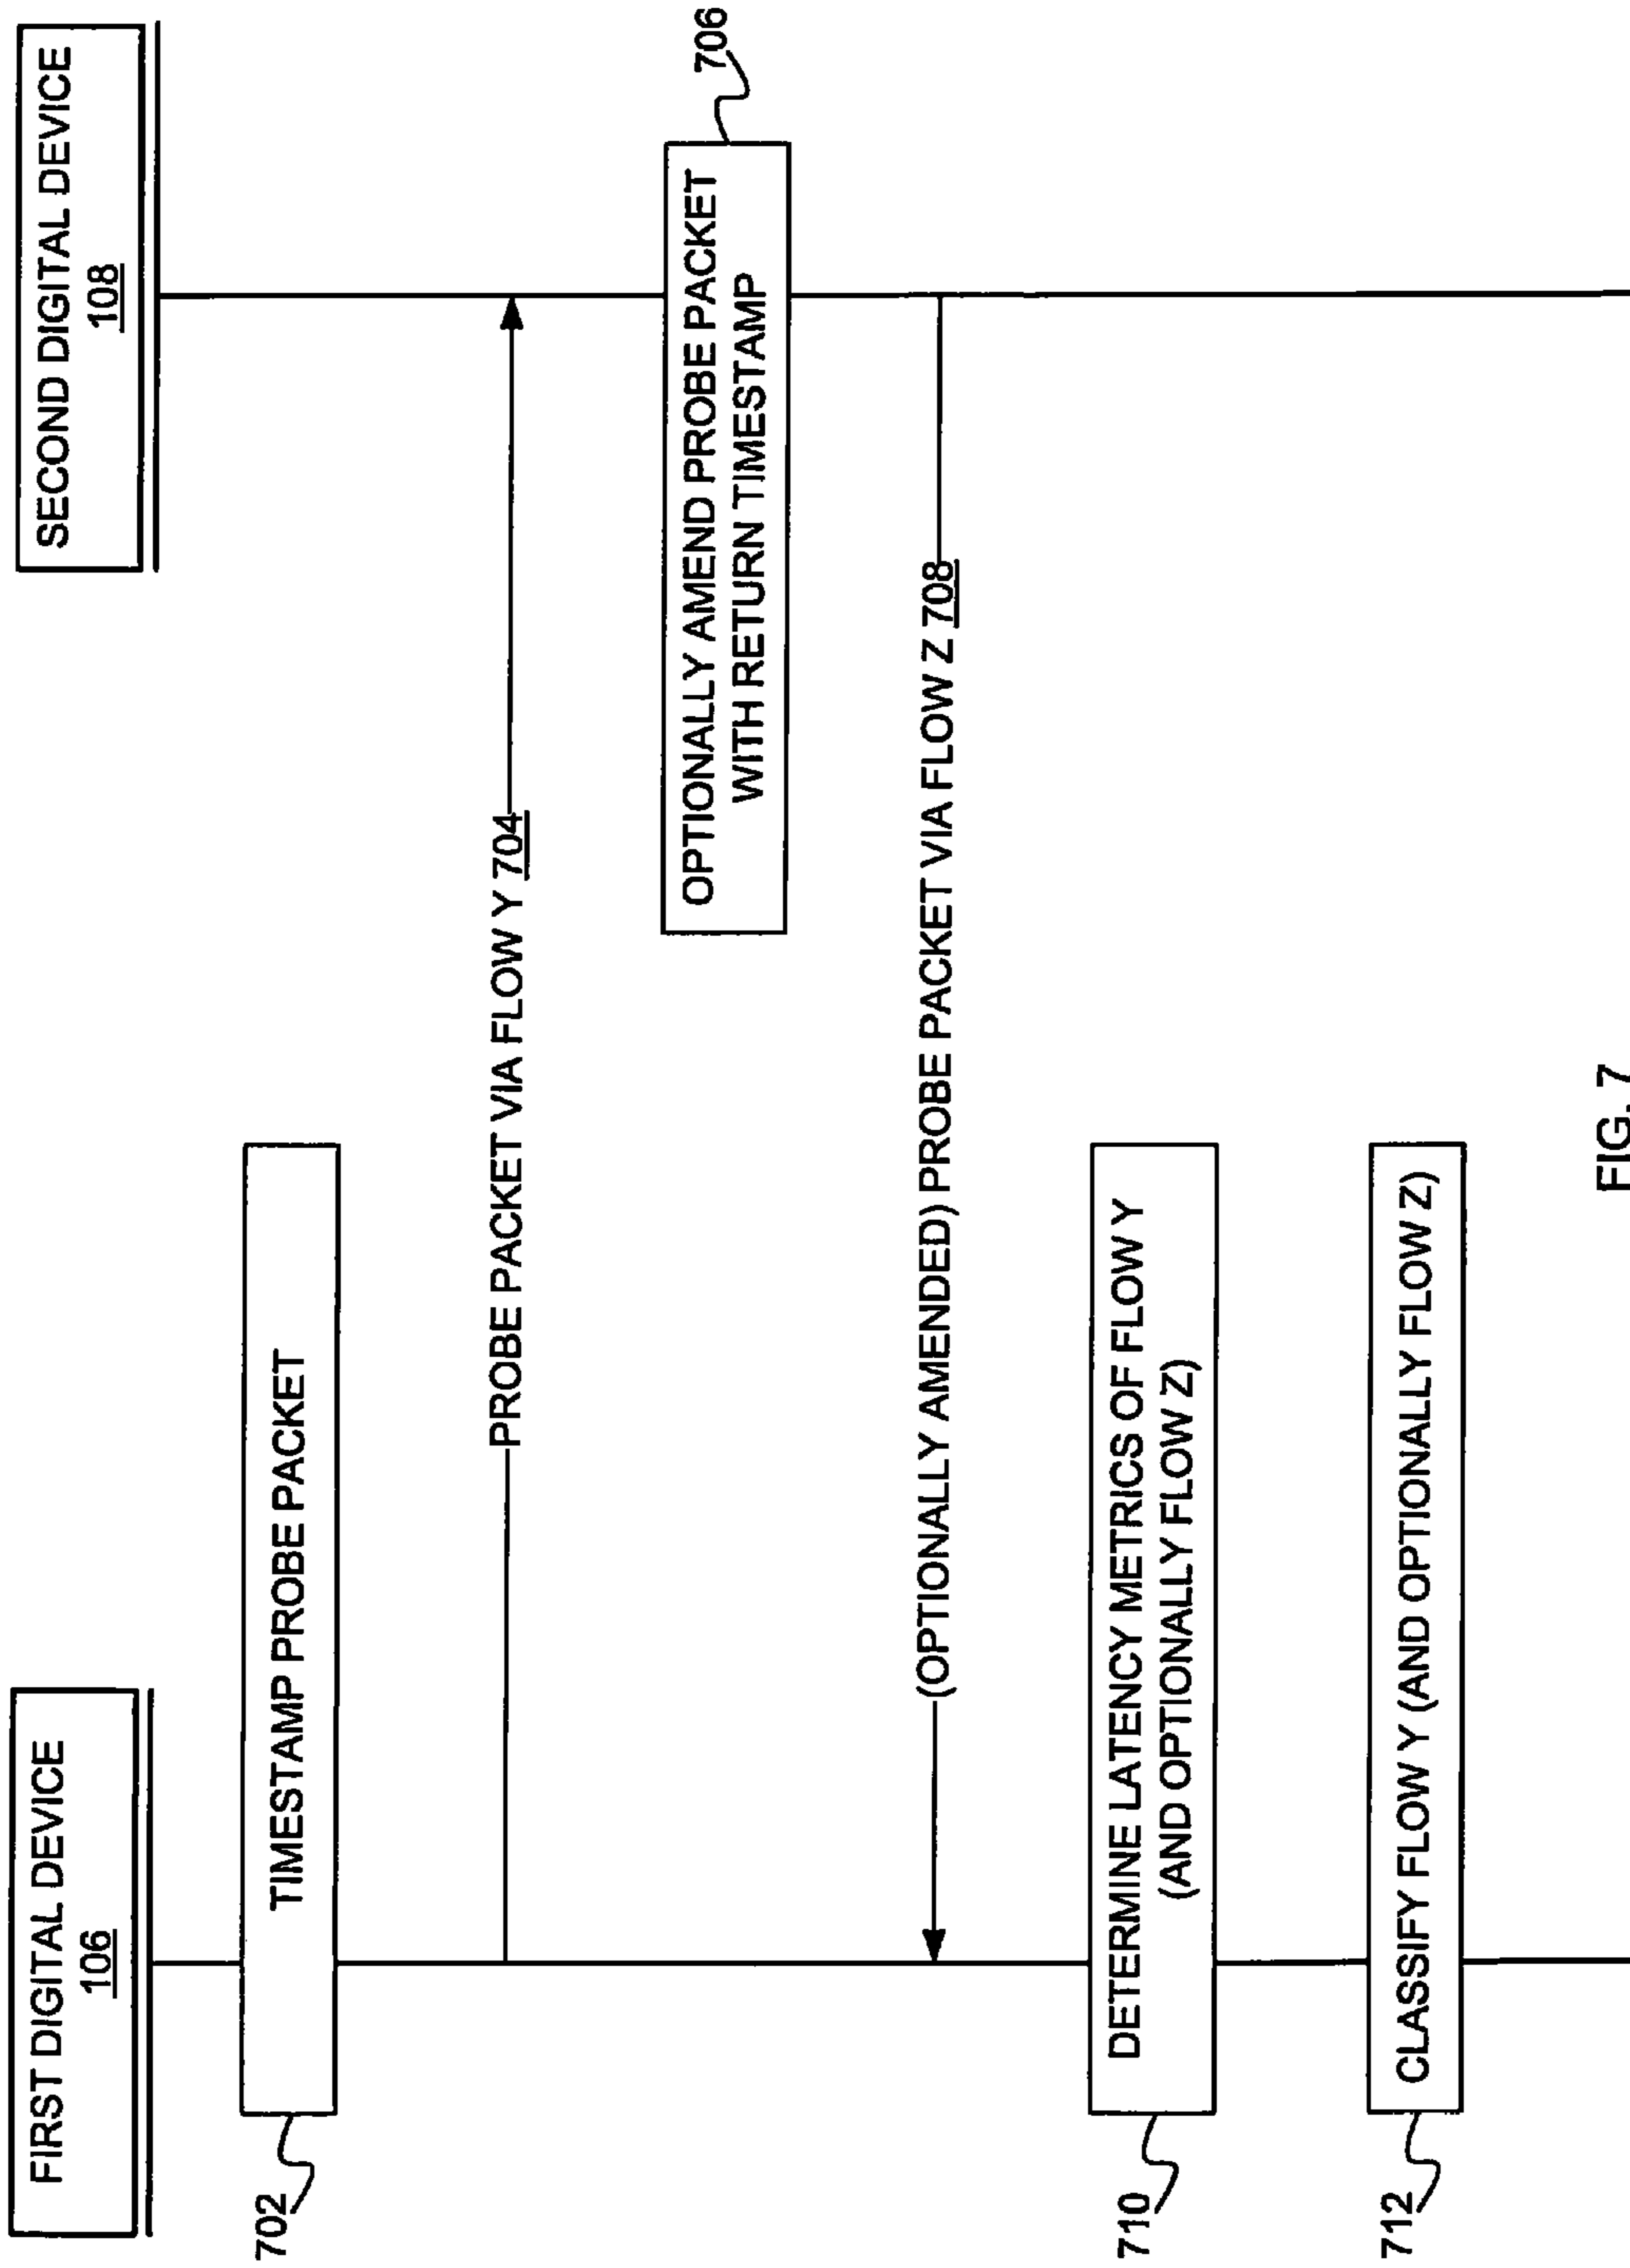 FIRST DIGITAL DEVICE
106
SECOND DIGITAL DEVICE
108
702
TIMESTAMP PROBE PACKET
PROBE PACKET VIA FLOW Y 704
OPTIONALLY AMEND PROBE PACKET
WITH RETURN TIMESTAMP
706
(OPTIONALLY AMENDED) PROBE PACKET VIA FLOW Z 708
710
DETERMINE LATENCY METRICS OF FLOW Y
(AND OPTIONALLY FLOW Z)
712
CLASSIFY FLOW Y (AND OPTIONALLY FLOW Z)
FIG. 7